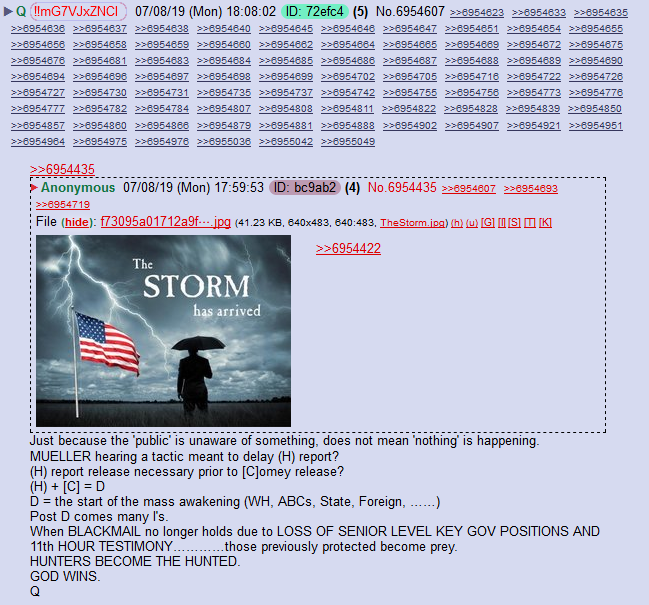 Q !!mG7VJxZNCI 07/08/19 (Mon) 18:08:02 ID: 72efc4 (5) No.6954607 >>6954623 >>6954633 >>6954635
>>6954636 >>6954637 >>6954638 >>6954640 >>6954645 >>6954646 >>6954647 >>6954651 >>6954654 >>6954655
>>6954656 >>6954658 >>6954659 >>6954660 >>6954662 >>6954664 >>6954665 >>6954669 >>6954672 >>6954675
>>6954676 >>6954681 >>6954683 >>6954684 >>6954685 >>6954686 >>6954687 >>6954688 >>6954689 >>6954690
>>6954694 >>6954696 >>6954697 >>6954698 >>6954699 >>6954702 >>6954705 >>6954716 >>6954722 >>6954726
>>6954727 >>6954730 >>6954731 >>6954735 >>6954737 >>6954742 >>6954755 >>6954756 >>6954773 >>6954776
>>6954777 >>6954782 >>6954784 >>6954807 >>6954808 >>6954811 >>6954822 >>6954828 >>6954839 >>6954850
>>6954857 >>6954860 >>6954866 >>6954879 >>6954881 >>6954888 >>6954902 >>6954907 >>6954921 >>6954951
>>6954964 >>6954975 >>6954976 >>6955036 >>6955042 >>6955049
>>6954435
Anonymous 07/08/19 (Mon) 17:59:53 ID: bc9ab2 (4) No.6954435 >>6954607 >>6954693
>>6954719
File (hide): f73095a01712a9f⋯.jpg (41.23 KB, 640x483, 640:483, TheStorm.jpg) (h) (u) [G] [I] [S] [T] [K]
>>6954422
The
STORM
has arrived
Just because the 'public' is unaware of something, does not mean 'nothing' is happening.
MUELLER hearing a tactic meant to delay (H) report?
(H) report release necessary prior to [C]omey release?
(H) + [C] = D
D = the start of the mass awakening (WH, ABCs, State, Foreign, ……)
Post D comes many I's.
When BLACKMAIL no longer holds due to LOSS OF SENIOR LEVEL KEY GOV POSITIONS AND
11th HOUR TESTIMONY…………those previously protected become prey.
HUNTERS BECOME THE HUNTED.
GOD WINS.
Q